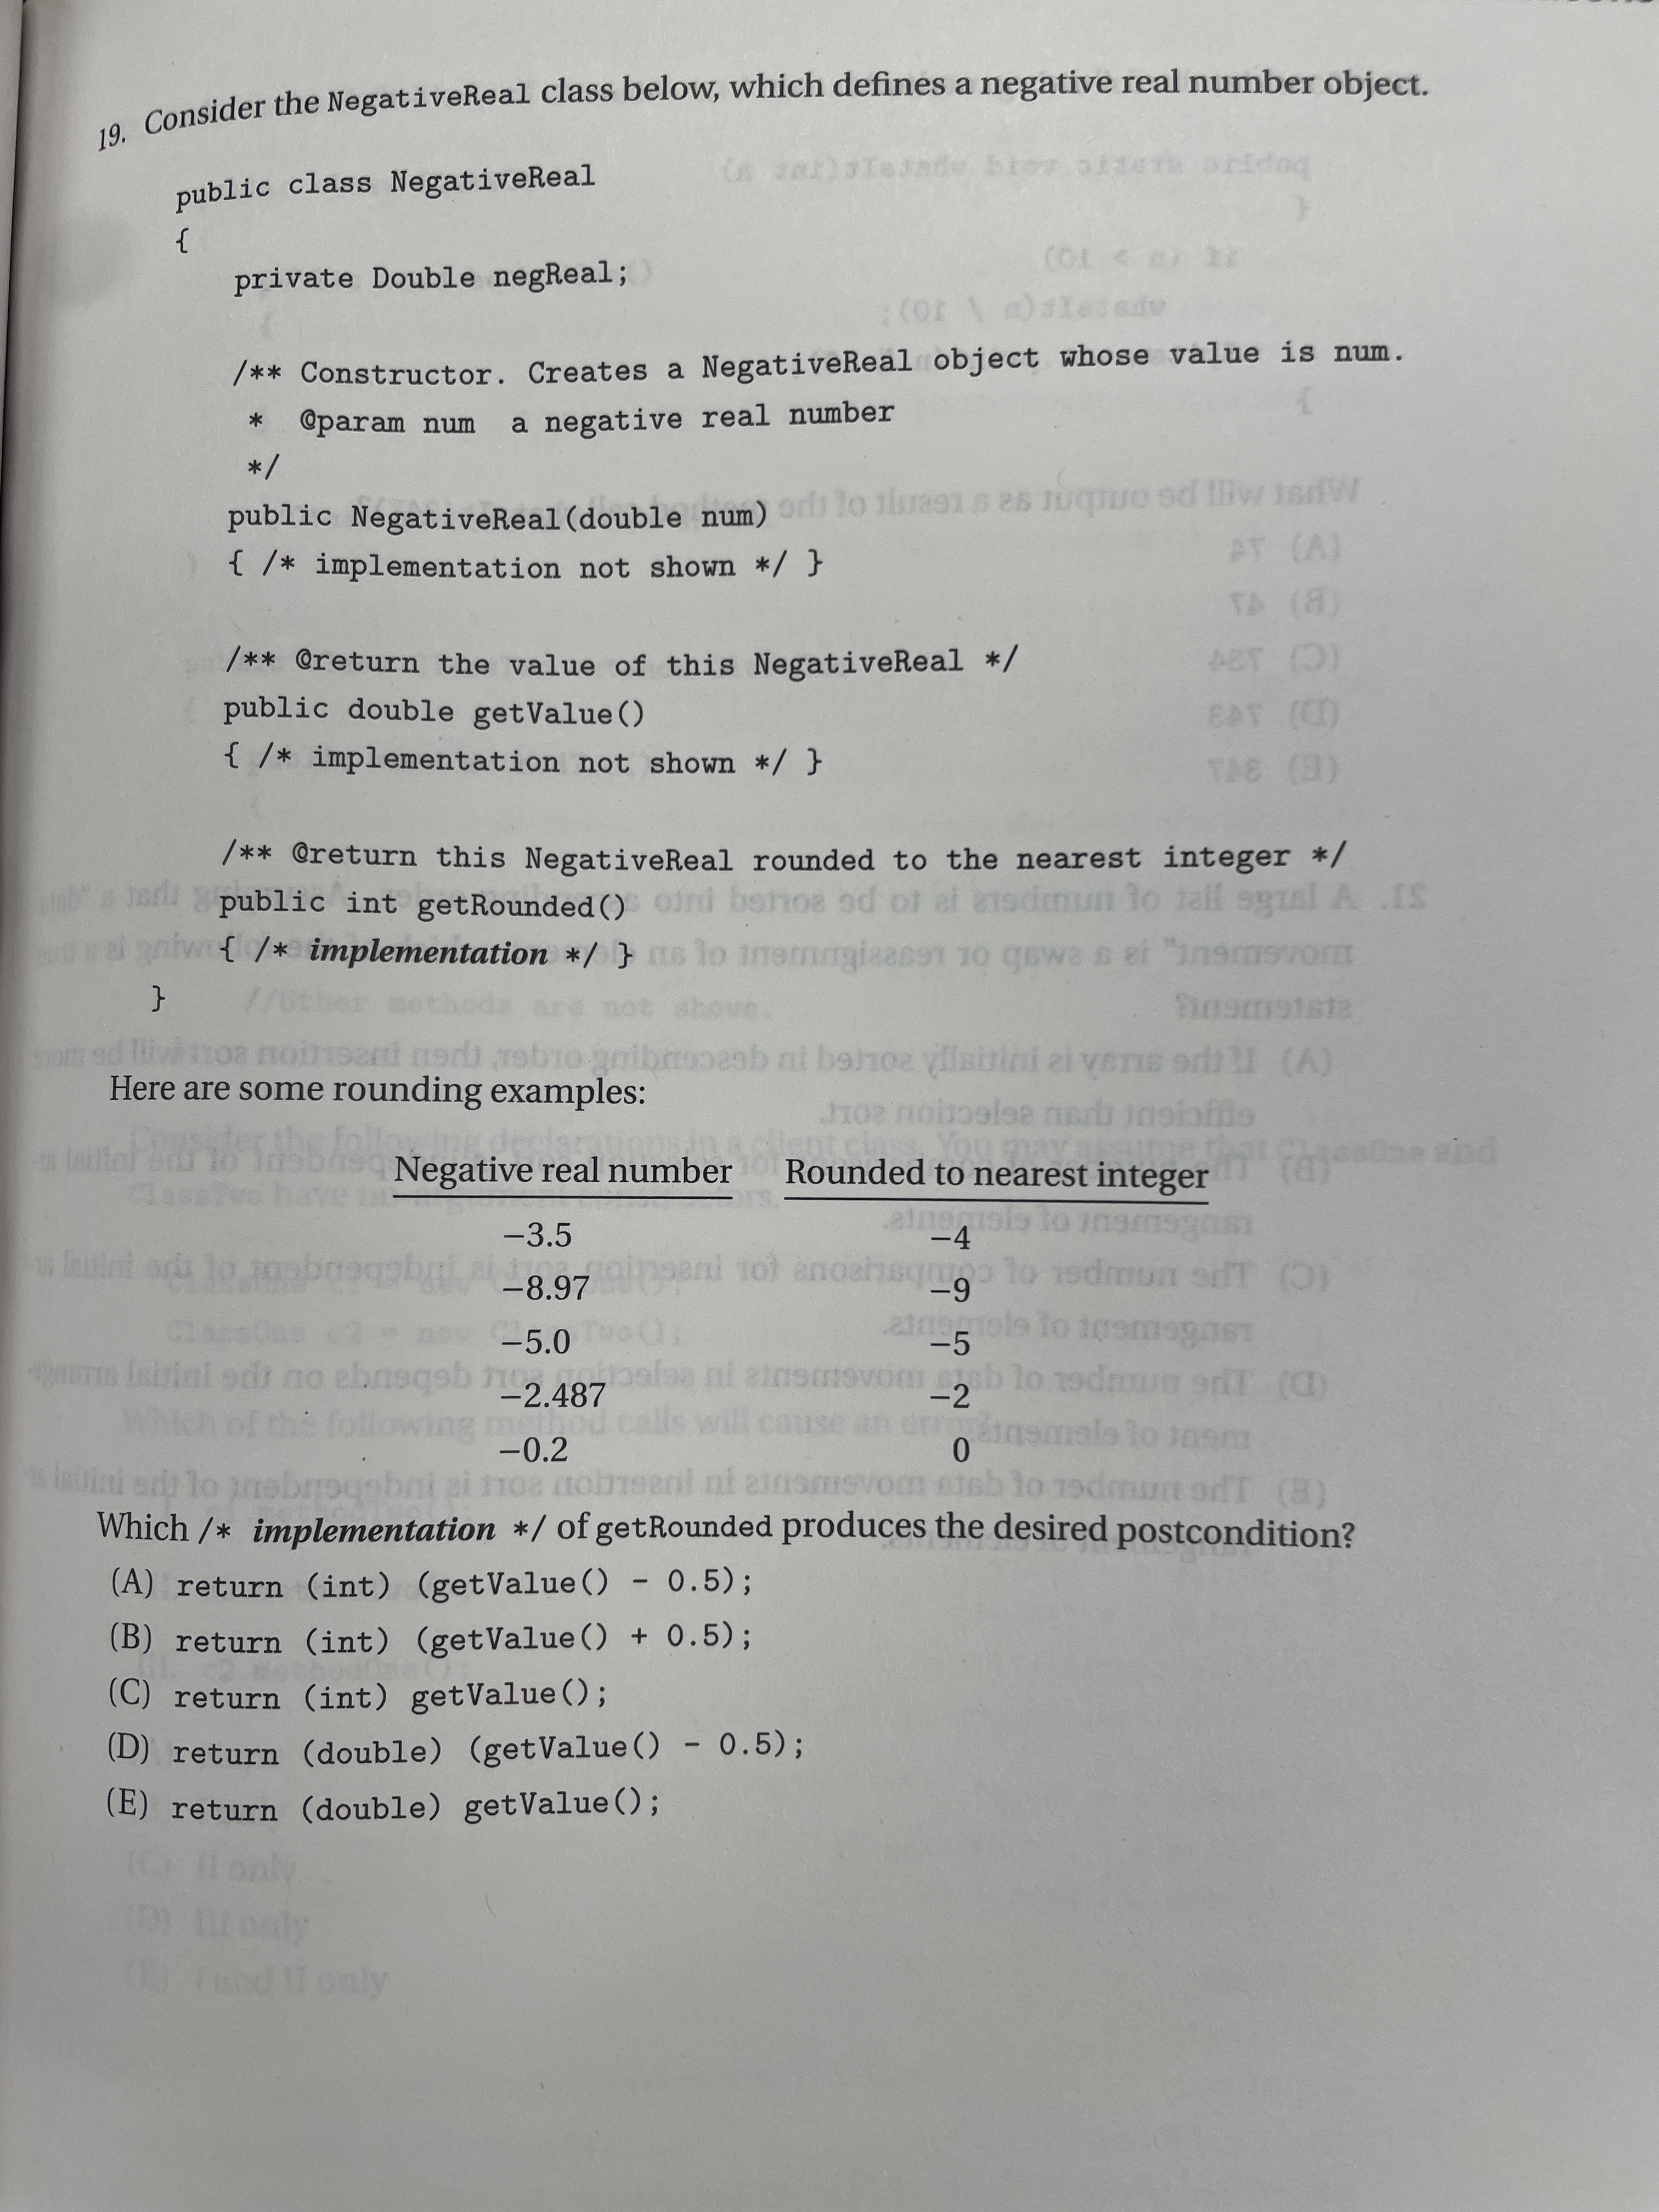 19. Consider the NegativeReal class below, which defines a negative real number object.
public class NegativeReal
{
private Double negReal;
/** Constructor. Creates a NegativeReal object whose value is num.
* @param num a negative real number
*/
public NegativeReal(double num)
{ /* implementation not shown */ }
/** @return the value of this NegativeReal */
public double getValue()
{ /* implementation not shown */ }
/** @return this NegativeReal rounded to the nearest integer */
public int getRounded()
{ /* implementation */ }
}
Here are some rounding examples:
Negative real number Rounded to nearest integer
−3.5 −4
−8.97 −9
−5.0 −5
−2.487 −2
−0.2 0
Which /* implementation */ of getRounded produces the desired postcondition?
(A) return (int) (getValue() - 0.5);
(B) return (int) (getValue() + 0.5);
(C) return (int) getValue();
(D) return (double) (getValue() - 0.5);
(E) return (double) getValue();